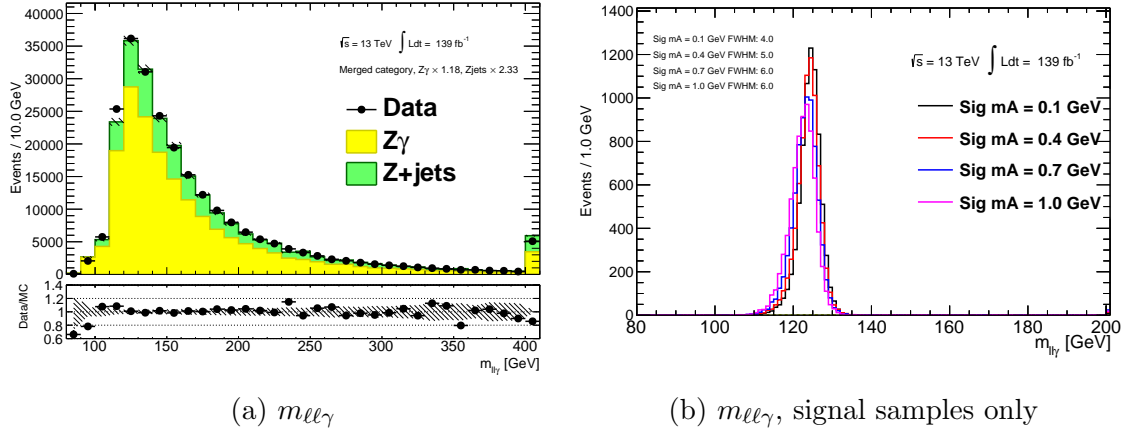 40000
35000
30000
25000
20000
15000
10000
5000
0
Events / 10.0 GeV
√s = 13 TeV ∫ Ldt = 139 fb⁻¹
Merged category, Zγ × 1.18, Zjets × 2.33
Data
Zγ
Z+jets
1.4
1.2
1
0.8
0.6
Data/MC
100 150 200 250 300 350 400
m_llγ [GeV]
(a) m_ℓℓγ
1400
1200
1000
800
600
400
200
0
Events / 1.0 GeV
Sig mA = 0.1 GeV FWHM: 4.0
Sig mA = 0.4 GeV FWHM: 5.0
Sig mA = 0.7 GeV FWHM: 6.0
Sig mA = 1.0 GeV FWHM: 6.0
√s = 13 TeV ∫ Ldt = 139 fb⁻¹
Sig mA = 0.1 GeV
Sig mA = 0.4 GeV
Sig mA = 0.7 GeV
Sig mA = 1.0 GeV
80 100 120 140 160 180 200
m_llγ [GeV]
(b) m_ℓℓγ, signal samples only